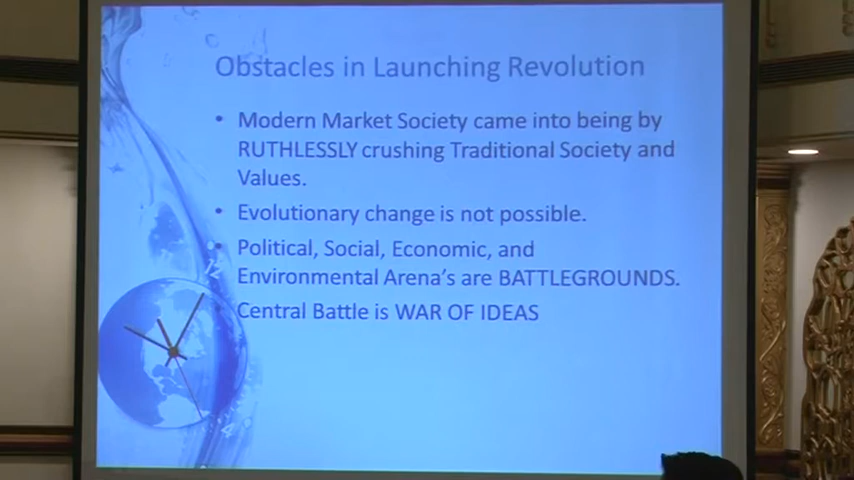 Obstacles in Launching Revolution
• Modern Market Society came into being by
RUTHLESSLY crushing Traditional Society and
Values.
• Evolutionary change is not possible.
• Political, Social, Economic, and
Environmental Arena's are BATTLEGROUNDS.
• Central Battle is WAR OF IDEAS
12